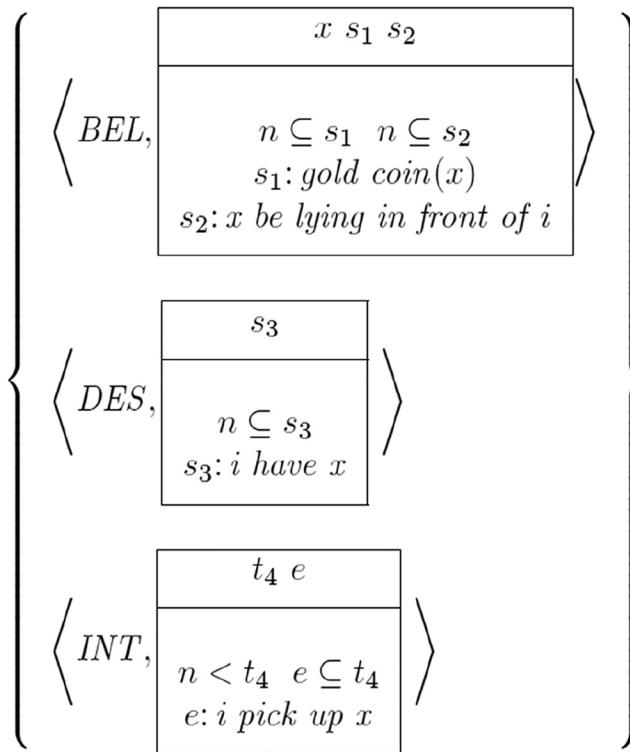 x s₁ s₂
⟨BEL,
n ⊆ s₁ n ⊆ s₂
s₁: gold coin(x)
s₂: x be lying in front of i
s₃
⟨DES,
n ⊆ s₃
s₃: i have x
t₄ e
⟨INT,
n < t₄ e ⊆ t₄
e: i pick up x